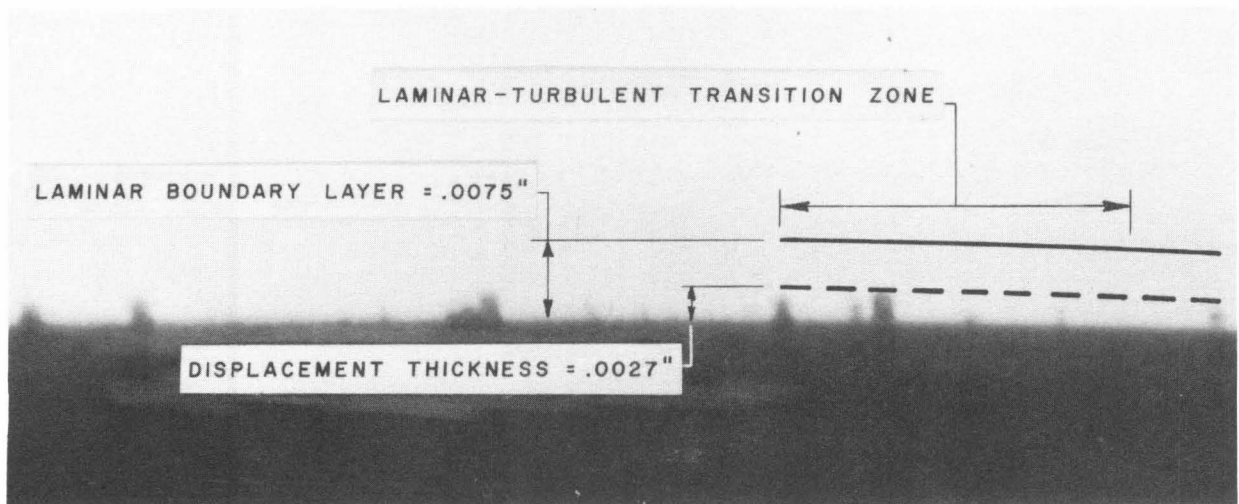 LAMINAR-TURBULENT TRANSITION ZONE
LAMINAR BOUNDARY LAYER = .0075"
DISPLACEMENT THICKNESS = .0027"